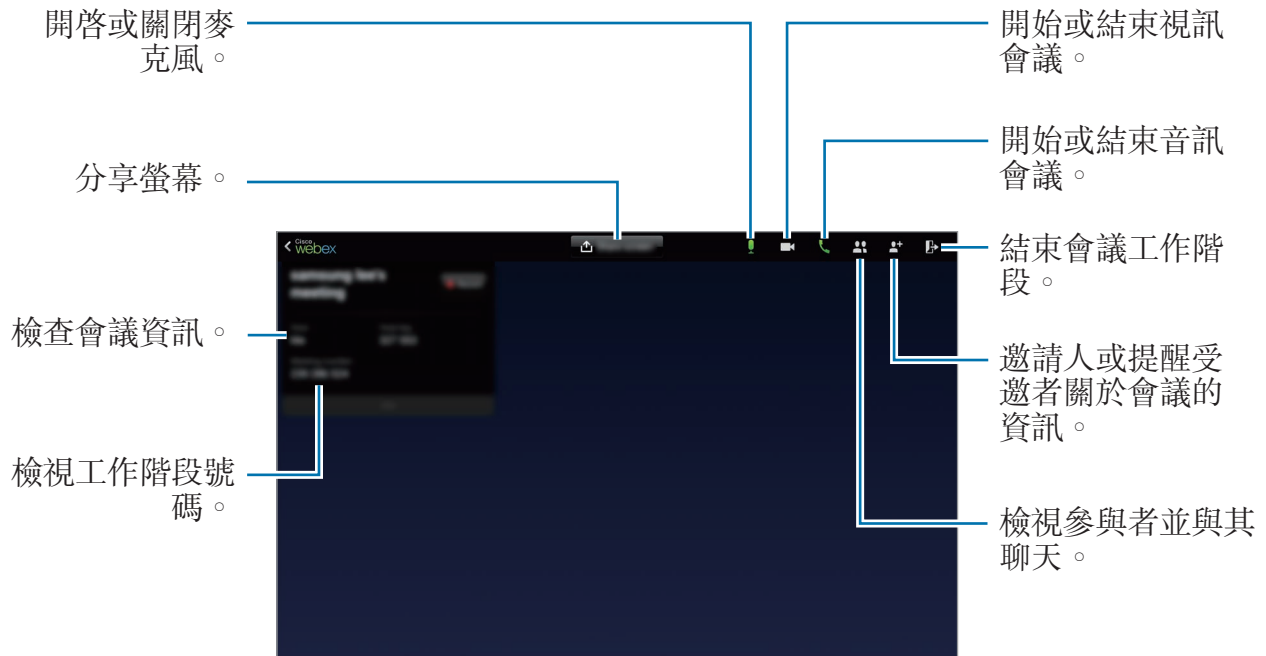 開啓或關閉麥
克風。
分享螢幕。
檢查會議資訊。
檢視工作階段號
碼。
Cisco
webex
samsung lee's
meeting
開始或結束視訊
會議。
開始或結束音訊
會議。
結束會議工作階
段。
邀請人或提醒受
邀者關於會議的
資訊。
檢視參與者並與其
聊天。